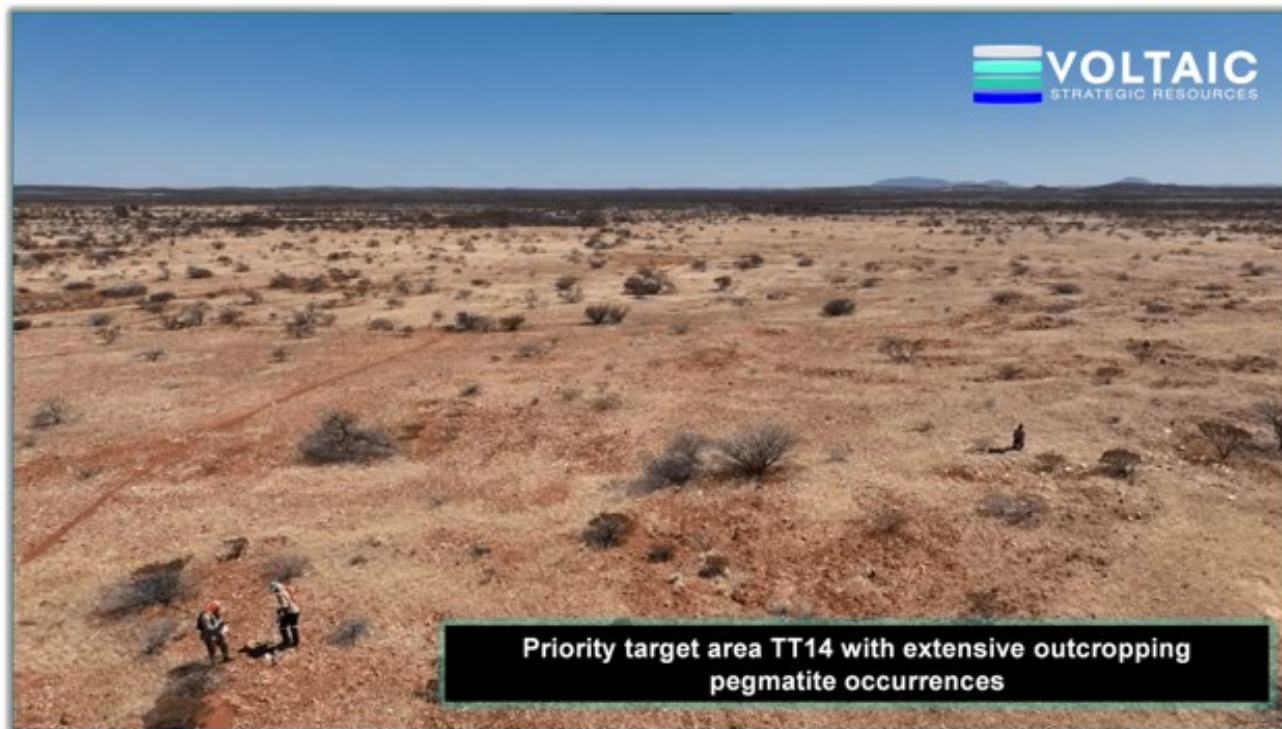 VOLTAIC
STRATEGIC RESOURCES
Priority target area TT14 with extensive outcropping
pegmatite occurrences